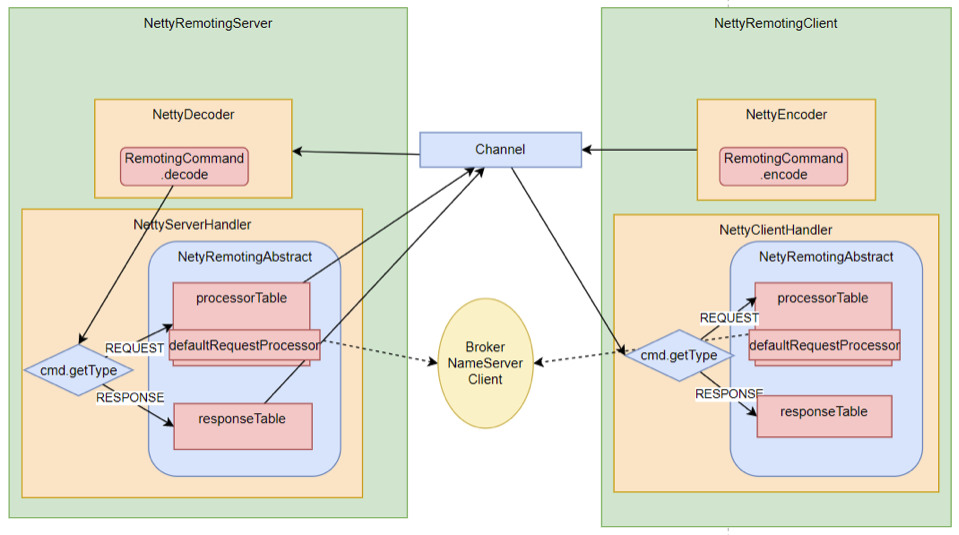 NettyRemotingServer
NettyDecoder
RemotingCommand
.decode
NettyServerHandler
NetyRemotingAbstract
processorTable
REQUEST
defaultRequestProcessor
cmd.getType
RESPONSE
responseTable
Channel
Broker
NameServer
Client
NettyRemotingClient
NettyEncoder
RemotingCommand
.encode
NettyClientHandler
NetyRemotingAbstract
processorTable
REQUEST
defaultRequestProcessor
cmd.getType
RESPONSE
responseTable